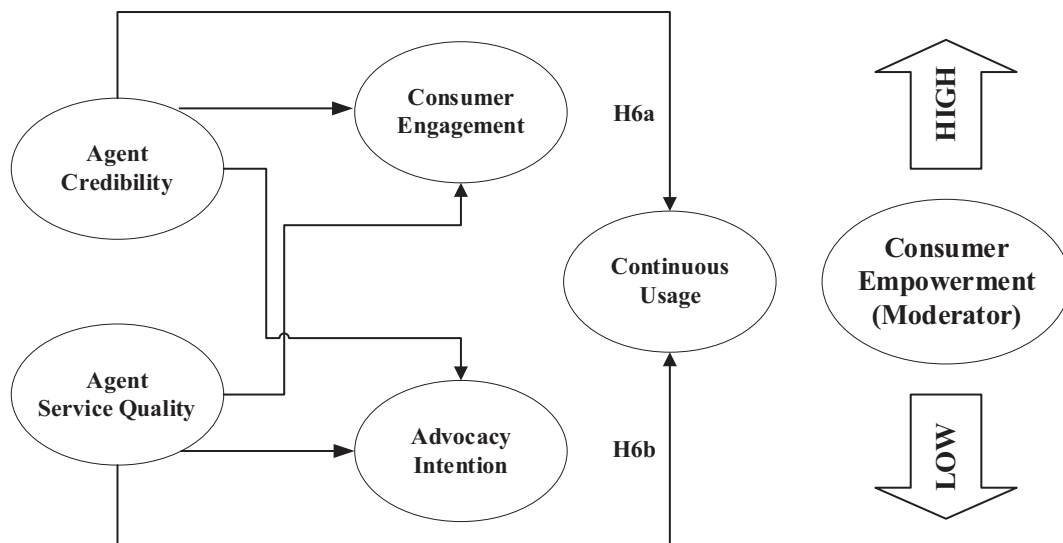 Agent
Credibility
Consumer
Engagement
H6a
HIGH
Continuous
Usage
Consumer
Empowerment
(Moderator)
Agent
Service Quality
Advocacy
Intention
H6b
LOW